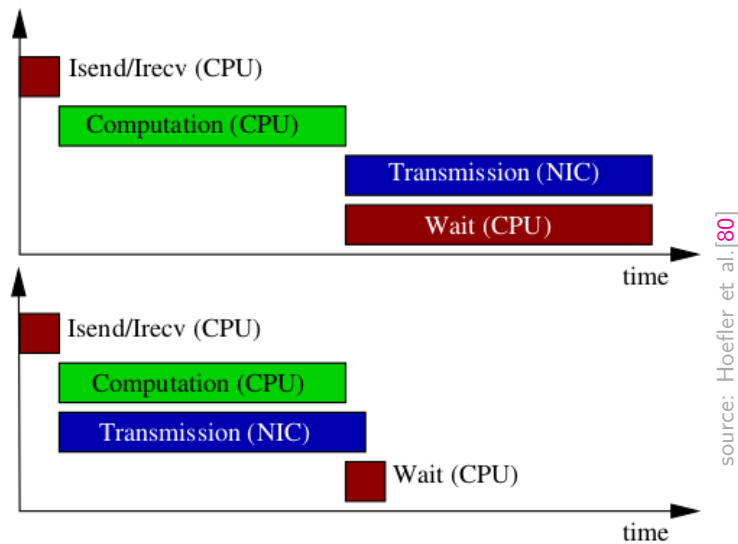 Isend/Irecv (CPU)
Computation (CPU)
Transmission (NIC)
Wait (CPU)
time
Isend/Irecv (CPU)
Computation (CPU)
Transmission (NIC)
Wait (CPU)
time
source: Hoefler et al.[80]